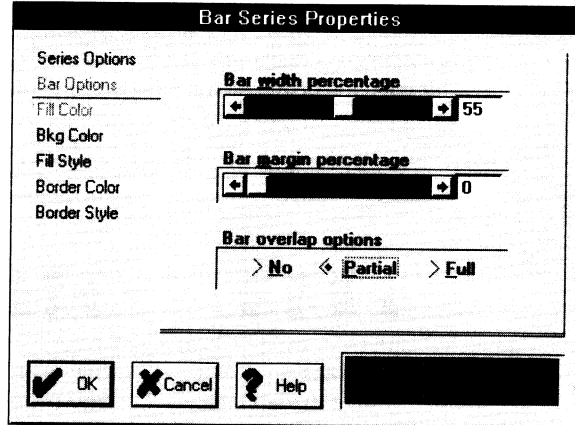 Bar Series Properties
Series Options
Bar Options
Fill Color
Bkg Color
Fill Style
Border Color
Border Style
Bar width percentage
55
Bar margin percentage
0
Bar overlap options
No Partial Full
OK Cancel Help